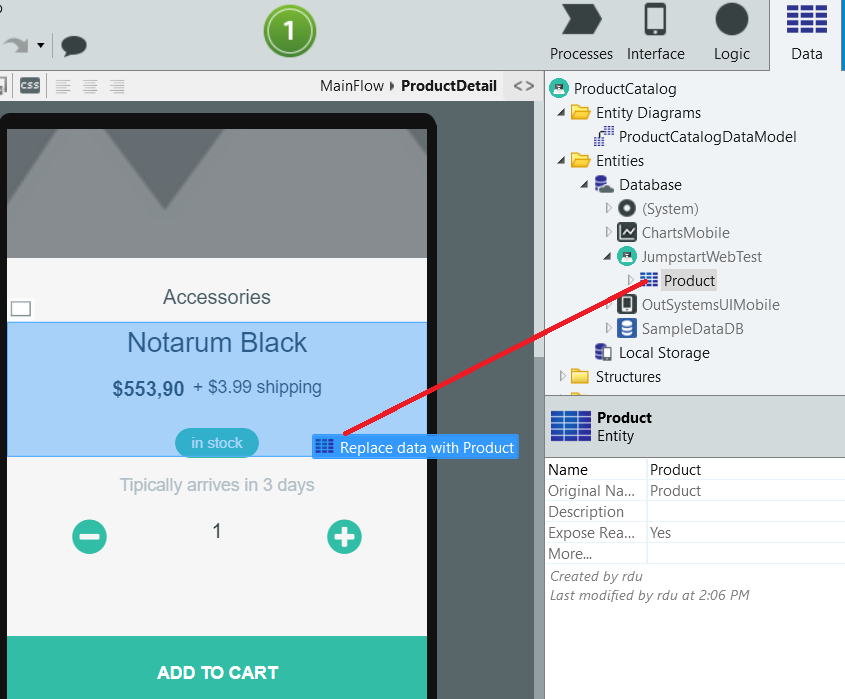 1
Processes
Interface
Logic
Data
CSS
MainFlow
ProductDetail
<>
ProductCatalog
Entity Diagrams
ProductCatalogDataModel
Entities
Database
(System)
ChartsMobile
JumpstartWebTest
Product
OutSystemsUIMobile
SampleDataDB
Local Storage
Structures
Accessories
Notarum Black
$553,90 + $3.99 shipping
in stock
Replace data with Product
Tipically arrives in 3 days
1
ADD TO CART
Product
Entity
Name Product
Original Na... Product
Description
Expose Rea... Yes
More...
Created by rdu
Last modified by rdu at 2:06 PM